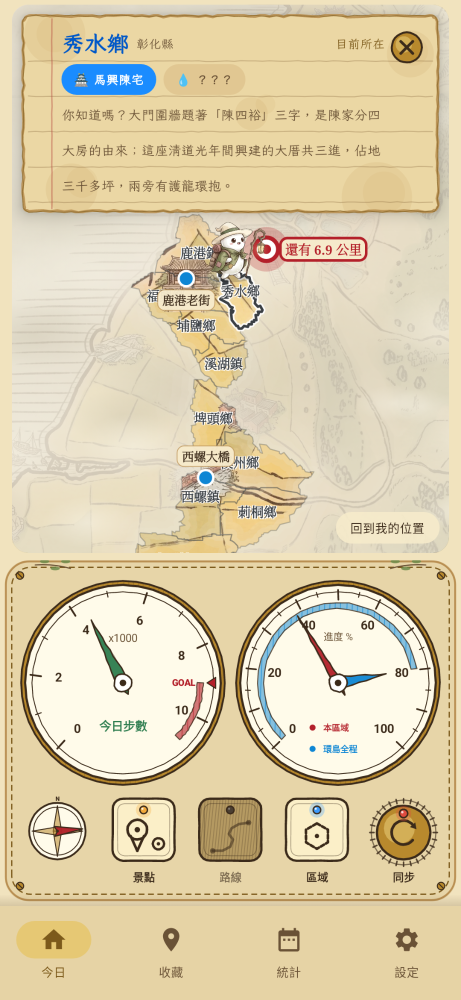 秀水鄉 彰化縣 目前所在
馬興陳宅 ？？？
你知道嗎？大門圍牆題著「陳四裕」三字，是陳家分四
大房的由來；這座清道光年間興建的大厝共三進，佔地
三千多坪，兩旁有護龍環抱。
鹿港鎮
還有 6.9 公里
秀水鄉
福
鹿港老街
埔鹽鄉
溪湖鎮
埤頭鄉
西螺大橋
州鄉
西螺鎮
莿桐鄉
回到我的位置
0 2 4 6 8 10
x1000
GOAL
今日步數
0 20 40 60 80 100
進度 %
本區域
環島全程
N
景點 路線 區域 同步
今日 收藏 統計 設定